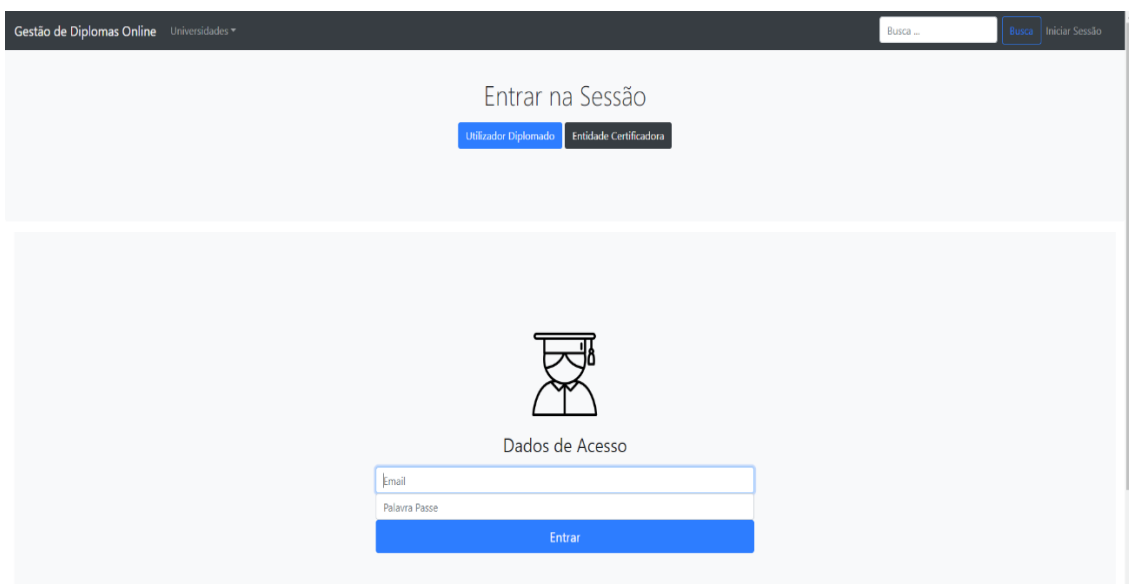 Gestão de Diplomas Online Universidades Busca ... Busca Iniciar Sessão
Entrar na Sessão
Utilizador Diplomado Entidade Certificadora
Dados de Acesso
Email
Palavra Passe
Entrar